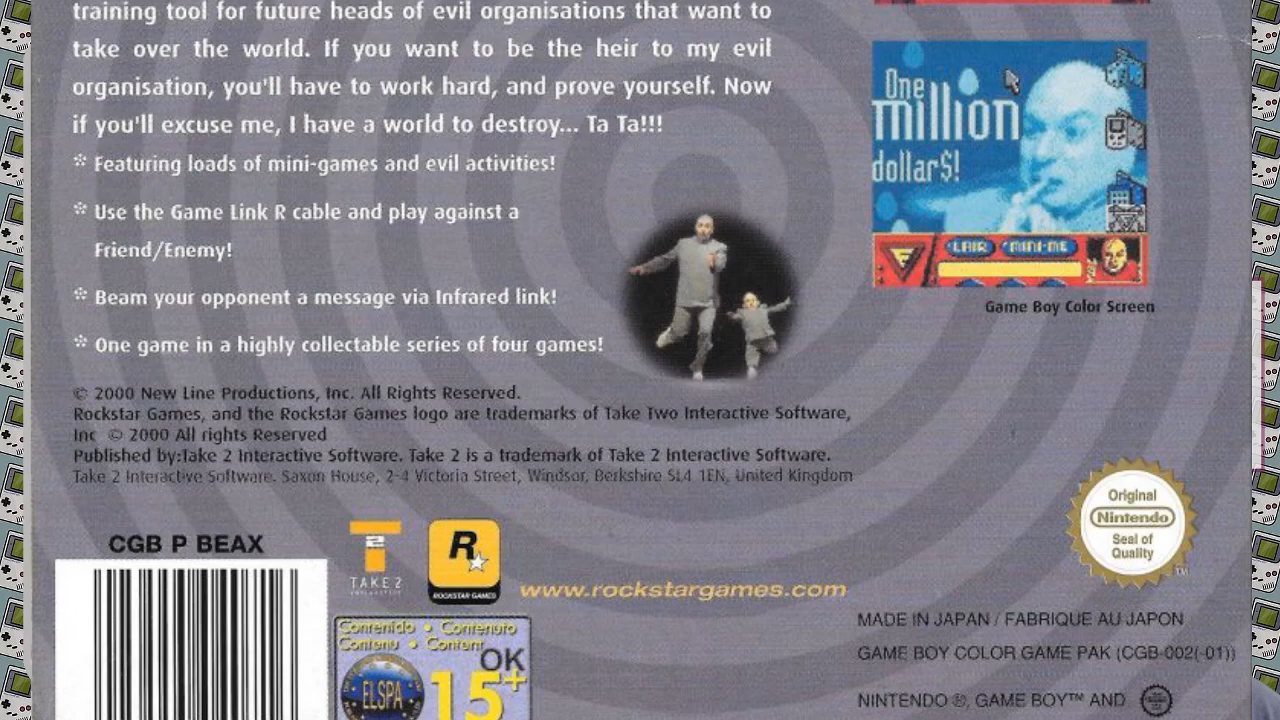 training tool for future heads of evil organisations that want to
take over the world. If you want to be the heir to my evil
organisation, you'll have to work hard, and prove yourself. Now
if you'll excuse me, I have a world to destroy... Ta Ta!!!
* Featuring loads of mini-games and evil activities!
* Use the Game Link R cable and play against a
Friend/Enemy!
* Beam your opponent a message via Infrared link!
* One game in a highly collectable series of four games!
One
million
dollar$!
LAIR
MINI-ME
Game Boy Color Screen
© 2000 New Line Productions, Inc. All Rights Reserved.
Rockstar Games, and the Rockstar Games logo are trademarks of Take Two Interactive Software,
Inc © 2000 All rights Reserved
Published by:Take 2 Interactive Software. Take 2 is a trademark of Take 2 Interactive Software.
Take 2 Interactive Software. Saxon House, 2-4 Victoria Street, Windsor, Berkshire SL4 1EN, United Kingdom
CGB P BEAX
T2
TAKE 2
R
ROCKSTAR GAMES
www.rockstargames.com
Original
Nintendo
Seal of
Quality
TM
Contenido • Contenuto
Contenu • Content
OK
15+
ELSPA
MADE IN JAPAN / FABRIQUE AU JAPON
GAME BOY COLOR GAME PAK (CGB-002(-01))
NINTENDO ®, GAME BOY™ AND